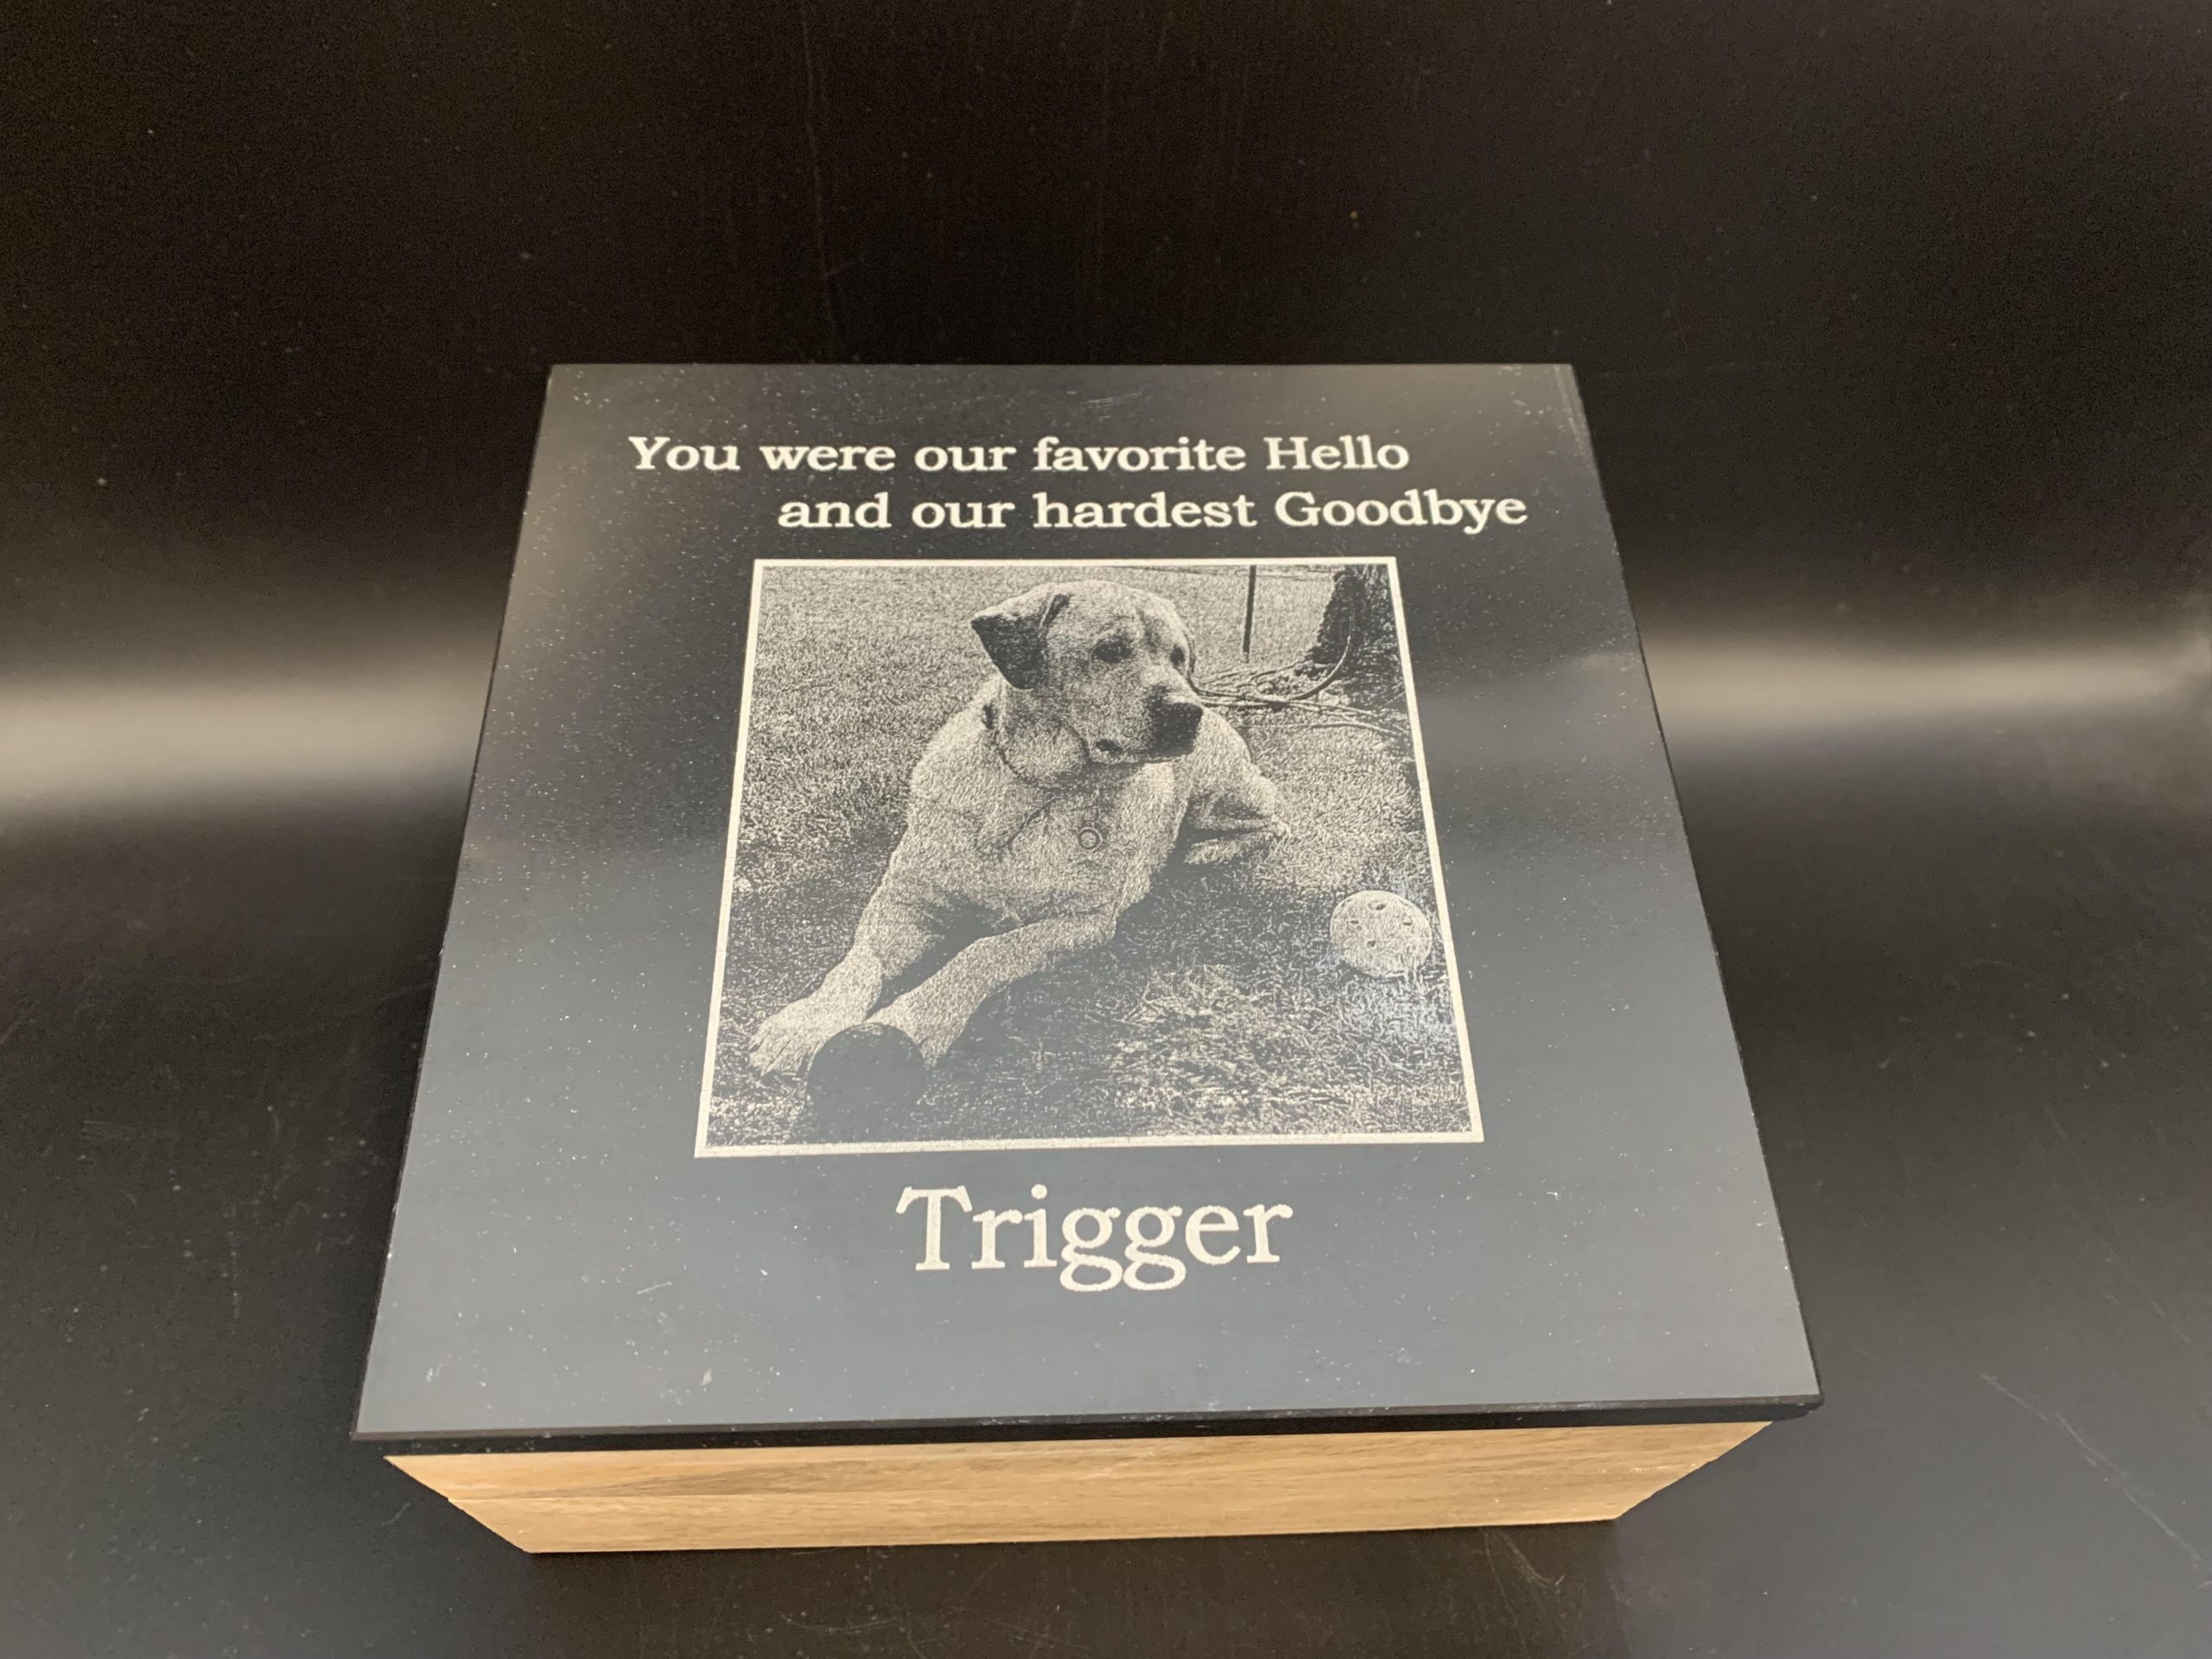 You were our favorite Hello
and our hardest Goodbye
Trigger